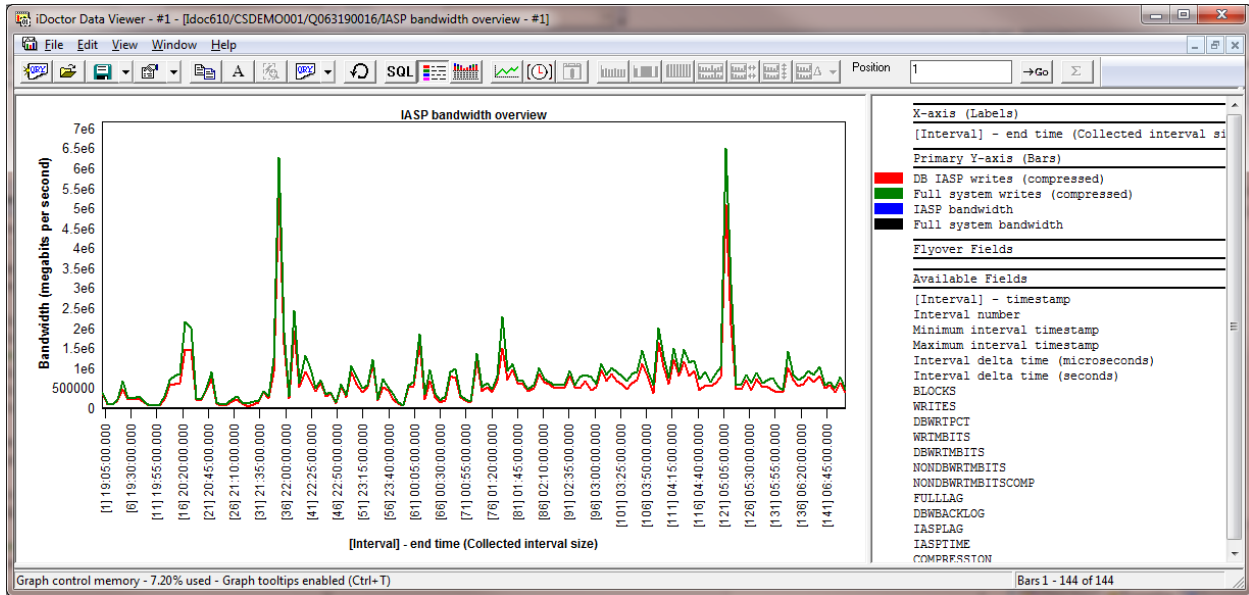 iDoctor Data Viewer - #1 - [Idoc610/CSDEMO001/Q063190016/IASP bandwidth overview - #1]
File Edit View Window Help
QRY A QRY SQL Position 1 Go Σ
IASP bandwidth overview
Bandwidth (megabits per second)
7e6
6.5e6
6e6
5.5e6
5e6
4.5e6
4e6
3.5e6
3e6
2.5e6
2e6
1.5e6
1e6
500000
0
[1] 19:05:00.000
[6] 19:30:00.000
[11] 19:55:00.000
[16] 20:20:00.000
[21] 20:45:00.000
[26] 21:10:00.000
[31] 21:35:00.000
[36] 22:00:00.000
[41] 22:25:00.000
[46] 22:50:00.000
[51] 23:15:00.000
[56] 23:40:00.000
[61] 00:05:00.000
[66] 00:30:00.000
[71] 00:55:00.000
[76] 01:20:00.000
[81] 01:45:00.000
[86] 02:10:00.000
[91] 02:35:00.000
[96] 03:00:00.000
[101] 03:25:00.000
[106] 03:50:00.000
[111] 04:15:00.000
[116] 04:40:00.000
[121] 05:05:00.000
[126] 05:30:00.000
[131] 05:55:00.000
[136] 06:20:00.000
[141] 06:45:00.000
[Interval] - end time (Collected interval size)
X-axis (Labels)
[Interval] - end time (Collected interval si
Primary Y-axis (Bars)
DB IASP writes (compressed)
Full system writes (compressed)
IASP bandwidth
Full system bandwidth
Flyover Fields
Available Fields
[Interval] - timestamp
Interval number
Minimum interval timestamp
Maximum interval timestamp
Interval delta time (microseconds)
Interval delta time (seconds)
BLOCKS
WRITES
DBWRTPCT
WRTMBITS
DBWRTMBITS
NONDBWRTMBITS
NONDBWRTMBITSCOMP
FULLLAG
DBWBACKLOG
IASPLAG
IASPTIME
COMPRESSION
Graph control memory - 7.20% used - Graph tooltips enabled (Ctrl+T)
Bars 1 - 144 of 144